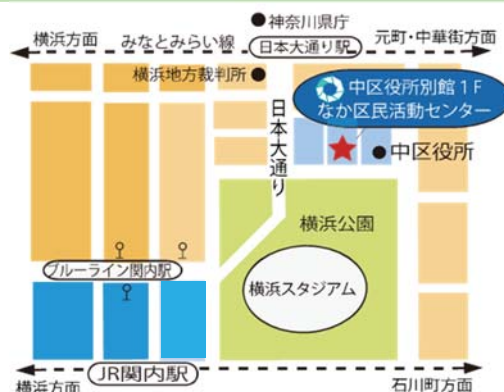 ●神奈川県庁
横浜方面
みなとみらい線
日本大通り駅
元町・中華街方面
横浜地方裁判所●
中区役所別館1F
なか区民活動センター
日本大通り
●中区役所
横浜公園
ブルーライン関内駅
横浜スタジアム
JR関内駅
横浜方面
石川町方面